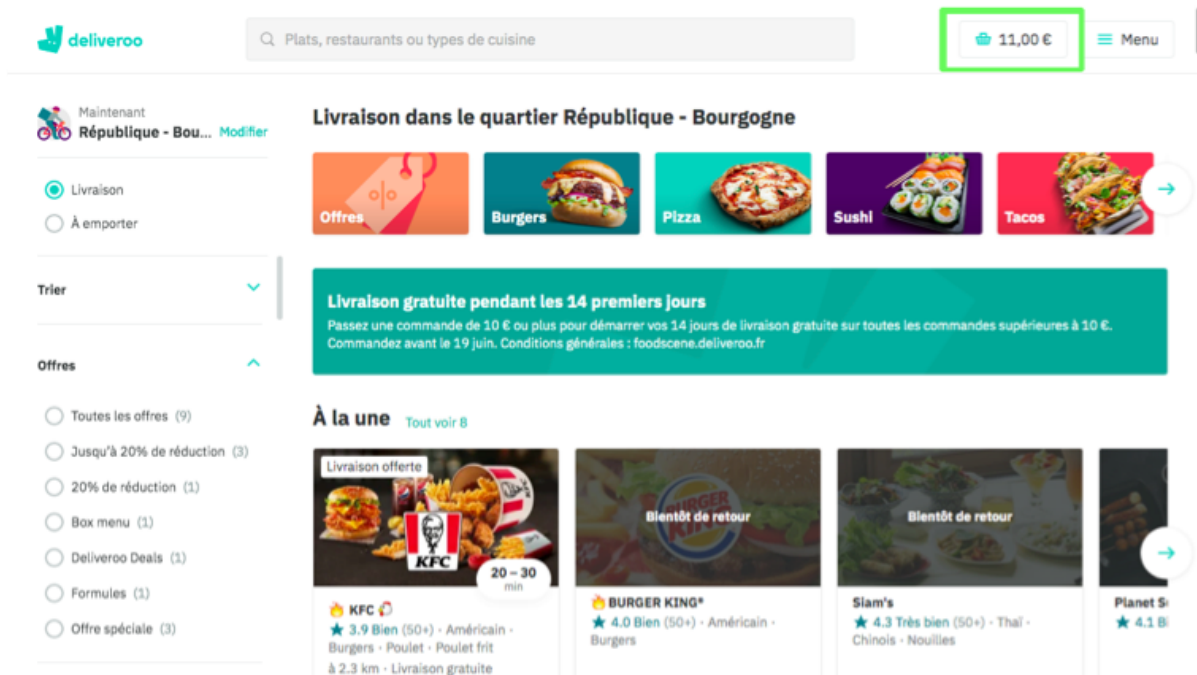 deliveroo
Plats, restaurants ou types de cuisine
11,00 €
Menu
Maintenant
République - Bou... Modifier
Livraison
À emporter
Trier
Offres
Toutes les offres (9)
Jusqu'à 20% de réduction (3)
20% de réduction (1)
Box menu (1)
Deliveroo Deals (1)
Formules (1)
Offre spéciale (3)
Livraison dans le quartier République - Bourgogne
Offres
Burgers
Pizza
Sushi
Tacos
Livraison gratuite pendant les 14 premiers jours
Passez une commande de 10 € ou plus pour démarrer vos 14 jours de livraison gratuite sur toutes les commandes supérieures à 10 €.
Commandez avant le 19 juin. Conditions générales : foodscene.deliveroo.fr
À la une Tout voir 8
Livraison offerte
KFC
20 – 30
min
KFC
3.9 Bien (50+) · Américain ·
Burgers · Poulet · Poulet frit
à 2.3 km · Livraison gratuite
BURGER KING
Bientôt de retour
BURGER KING*
4.0 Bien (50+) · Américain ·
Burgers
Bientôt de retour
Siam's
4.3 Très bien (50+) · Thaï ·
Chinois · Nouilles
Planet
4.1